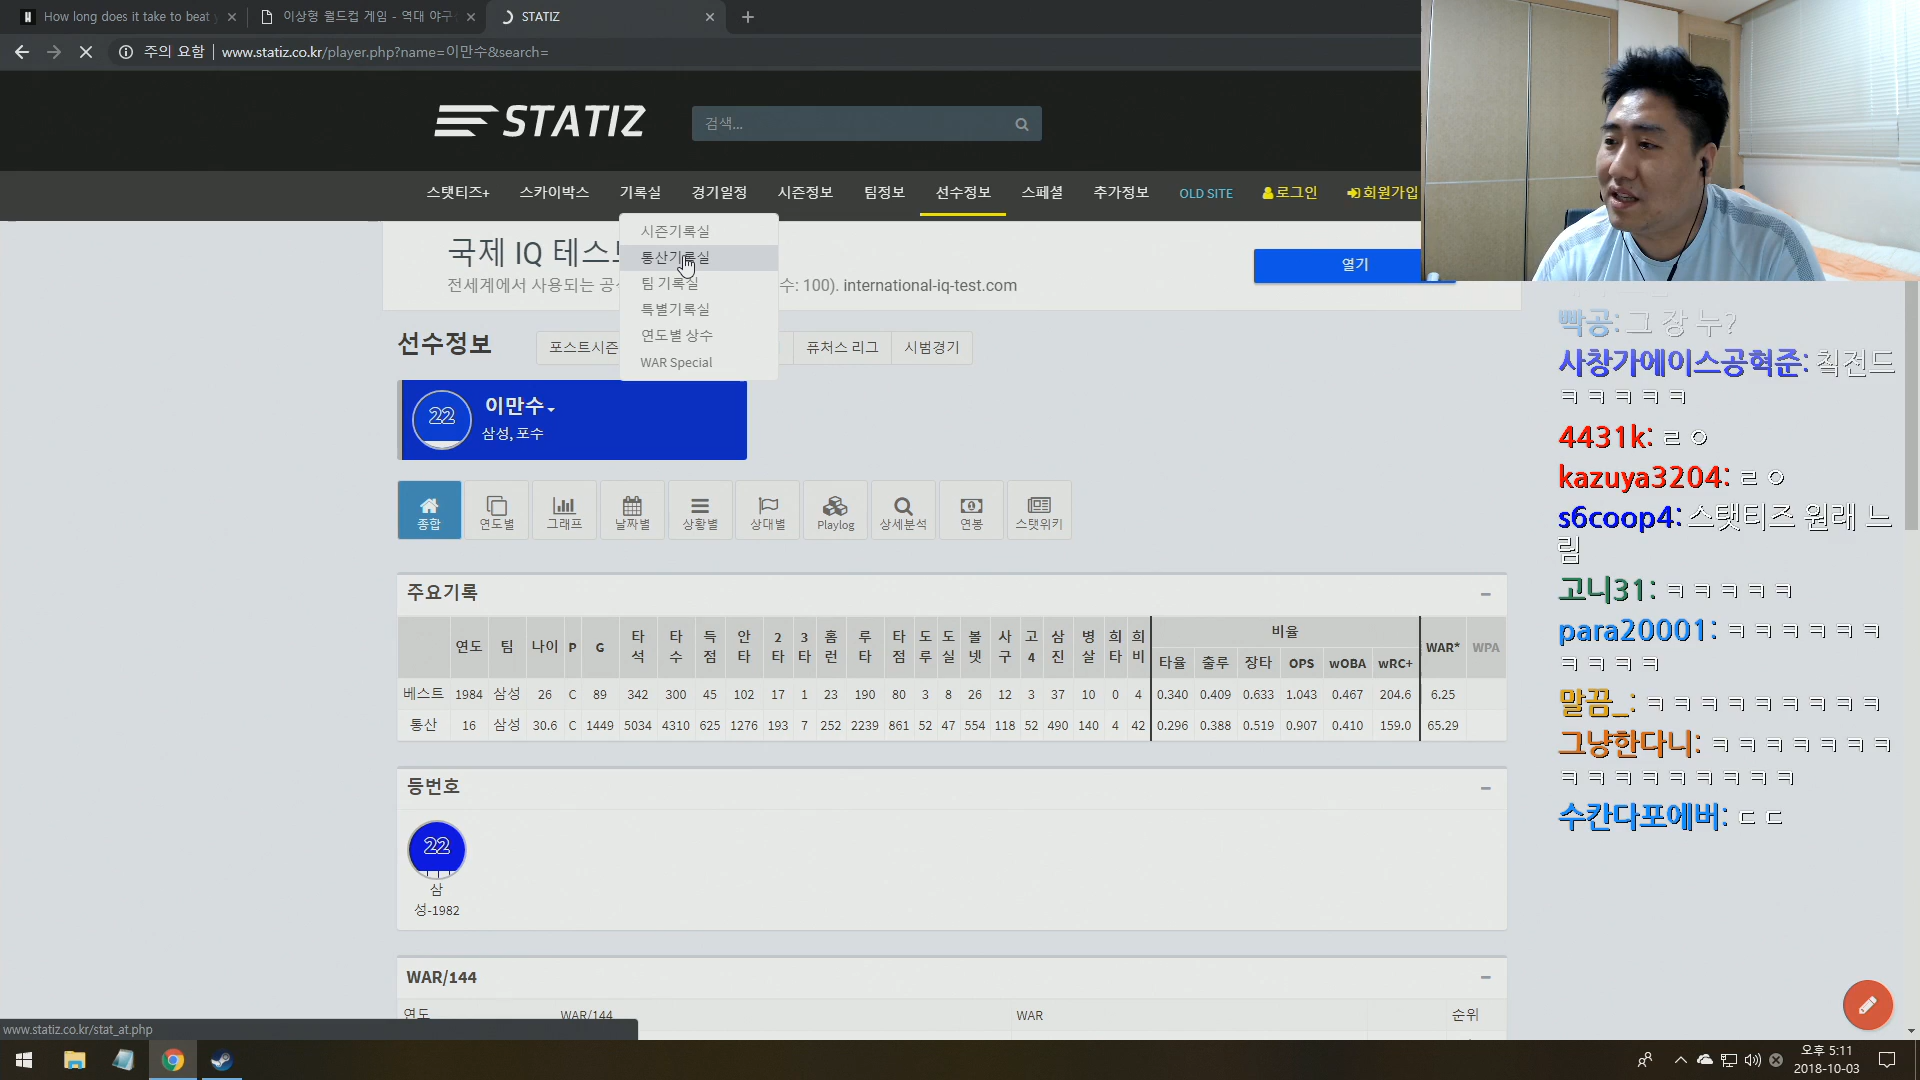 How long does it take to beat
이상형 월드컵 게임 - 역대 야구
STATIZ
주의 요함
www.statiz.co.kr/player.php?name=이만수&search=
STATIZ
검색...
스탯티즈+
스카이박스
기록실
경기일정
시즌정보
팀정보
선수정보
스페셜
추가정보
OLD SITE
로그인
회원가입
시즌기록실
통산기록실
팀 기록실
특별기록실
연도별 상수
WAR Special
국제 IQ 테스
전세계에서 사용되는 공
수: 100). international-iq-test.com
열기
선수정보
포스트시즌
퓨처스 리그
시범경기
22
이만수
삼성, 포수
종합
연도별
그래프
날짜별
상황별
상대별
Playlog
상세분석
연봉
스탯위키
주요기록
연도 팀 나이 P G 타석 타수 득점 안타 2타 3타 홈런 루타 타점 도루 도실 볼넷 사구 고4 삼진 병살 희타 희비 비율 WAR* WPA
타율 출루 장타 OPS wOBA wRC+
베스트 1984 삼성 26 C 89 342 300 45 102 17 1 23 190 80 3 8 26 12 3 37 10 0 4 0.340 0.409 0.633 1.043 0.467 204.6 6.25
통산 16 삼성 30.6 C 1449 5034 4310 625 1276 193 7 252 2239 861 52 47 554 118 52 490 140 4 42 0.296 0.388 0.519 0.907 0.410 159.0 65.29
등번호
22
삼
성-1982
WAR/144
연도 WAR/144 WAR 순위
www.statiz.co.kr/stat_at.php
빡공: 그 장 누?
사창가에이스공혁준: 칰전드
ㅋㅋㅋㅋㅋ
4431k: ㄹㅇ
kazuya3204: ㄹㅇ
s6coop4: 스탯티즈 원래 느
림
고니31: ㅋㅋㅋㅋㅋ
para20001: ㅋㅋㅋㅋㅋㅋ
ㅋㅋㅋㅋ
말끔_: ㅋㅋㅋㅋㅋㅋㅋㅋㅋ
그냥한다니: ㅋㅋㅋㅋㅋㅋㅋ
ㅋㅋㅋㅋㅋㅋㅋㅋㅋ
수칸다포에버: ㄷㄷ
오후 5:11
2018-10-03